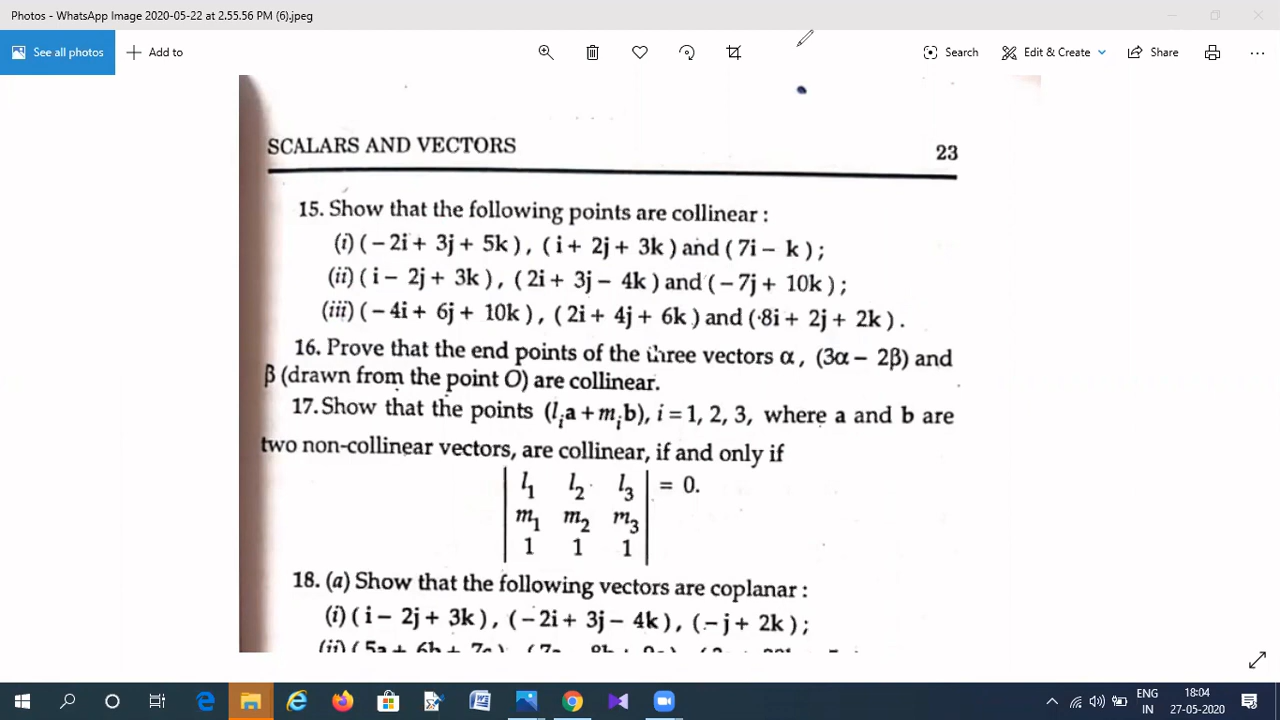 Photos - WhatsApp Image 2020-05-22 at 2.55.56 PM (6).jpeg
See all photos
Add to
Search
Edit & Create
Share
SCALARS AND VECTORS
23
15. Show that the following points are collinear :
(i) ( – 2i + 3j + 5k ) , ( i + 2j + 3k ) and ( 7i – k ) ;
(ii) ( i – 2j + 3k ) , ( 2i + 3j – 4k ) and ( – 7j + 10k ) ;
(iii) ( – 4i + 6j + 10k ) , ( 2i + 4j + 6k ) and ( 8i + 2j + 2k ) .
16. Prove that the end points of the three vectors α , (3α – 2β) and
β (drawn from the point O) are collinear.
17. Show that the points (lᵢa + mᵢb), i = 1, 2, 3, where a and b are
two non-collinear vectors, are collinear, if and only if
| l₁ l₂ l₃ | = 0.
| m₁ m₂ m₃ |
| 1 1 1 |
18. (a) Show that the following vectors are coplanar :
(i) ( i – 2j + 3k ) , ( – 2i + 3j – 4k ) , ( – j + 2k ) ;
(ii) ( 5a + 6b + 7c )
ENG
IN
18:04
27-05-2020